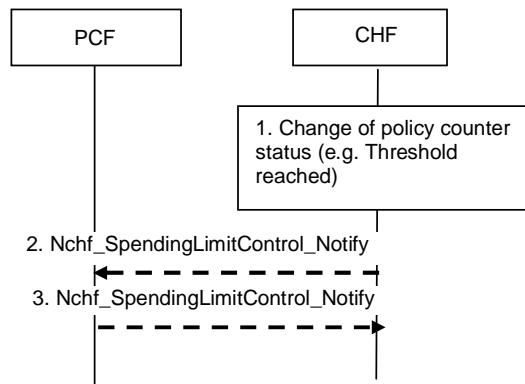 PCF
CHF
1. Change of policy counter
status (e.g. Threshold
reached)
2. Nchf_SpendingLimitControl_Notify
3. Nchf_SpendingLimitControl_Notify